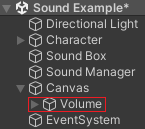 Sound Example*
Directional Light
Character
Sound Box
Sound Manager
Canvas
Volume
EventSystem